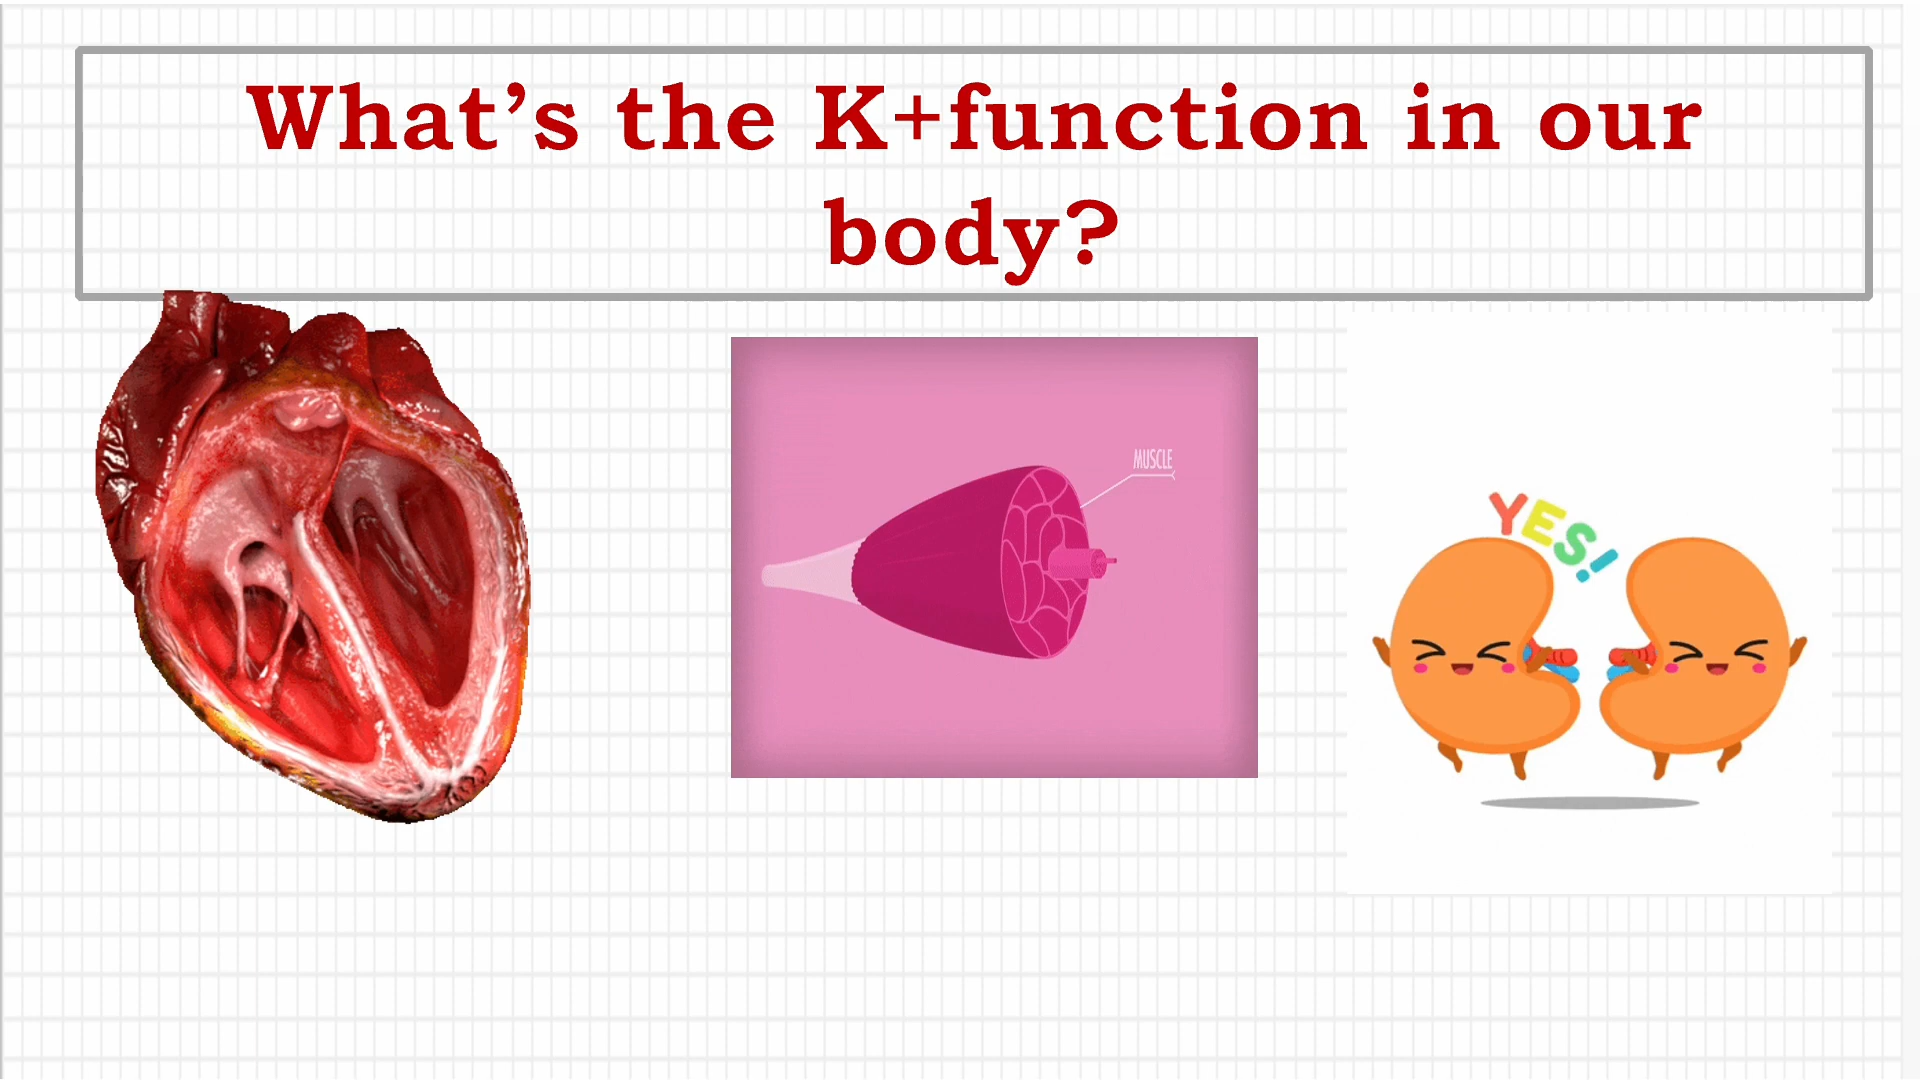 What’s the K+function in our
body?
MUSCLE
YES!